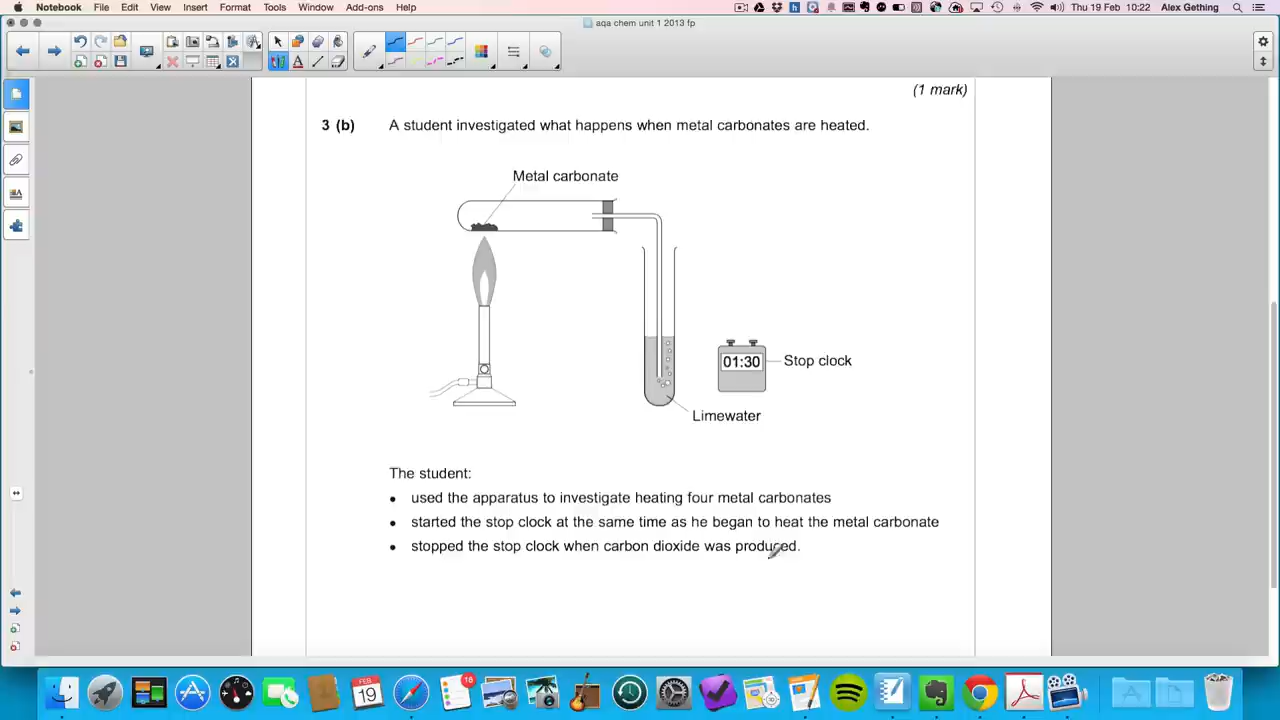 Notebook File Edit View Insert Format Tools Window Add-ons Help
Thu 19 Feb 10:22 Alex Gething
aqa chem unit 1 2013 fp
(1 mark)
3 (b) A student investigated what happens when metal carbonates are heated.
Metal carbonate
01:30
Stop clock
Limewater
The student:
• used the apparatus to investigate heating four metal carbonates
• started the stop clock at the same time as he began to heat the metal carbonate
• stopped the stop clock when carbon dioxide was produced.
FEB
19
18